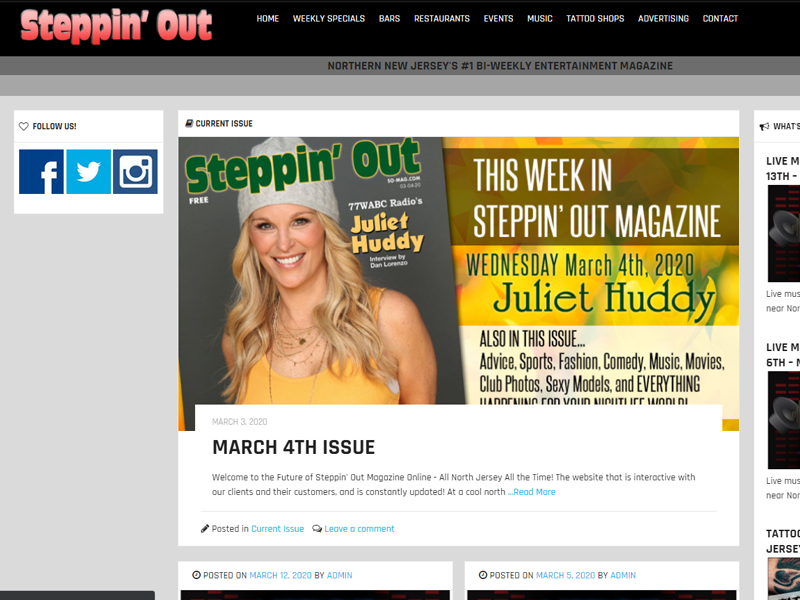 Steppin' Out
HOME WEEKLY SPECIALS BARS RESTAURANTS EVENTS MUSIC TATTOO SHOPS ADVERTISING CONTACT
NORTHERN NEW JERSEY'S #1 BI-WEEKLY ENTERTAINMENT MAGAZINE
FOLLOW US!
CURRENT ISSUE
Steppin' Out
SO-MAG.COM
03-04-20
FREE
77WABC Radio's
Juliet
Huddy
Interview by
Dan Lorenzo
THIS WEEK IN
STEPPIN' OUT MAGAZINE
WEDNESDAY March 4th, 2020
Juliet Huddy
ALSO IN THIS ISSUE...
Advice, Sports, Fashion, Comedy, Music, Movies,
Club Photos, Sexy Models, and EVERYTHING
HAPPENING FOR YOUR NIGHTLIFE WORLD!
MARCH 3, 2020
MARCH 4TH ISSUE
Welcome to the Future of Steppin' Out Magazine Online - All North Jersey All the Time! The website that is interactive with
our clients and their customers, and is constantly updated! At a cool north ...Read More
Posted in Current Issue Leave a comment
POSTED ON MARCH 12, 2020 BY ADMIN
POSTED ON MARCH 5, 2020 BY ADMIN
WHAT'S
LIVE M
13TH –
Live mus
near Nor
LIVE M
6TH – M
Live mus
near Nor
TATTOO
JERSEY